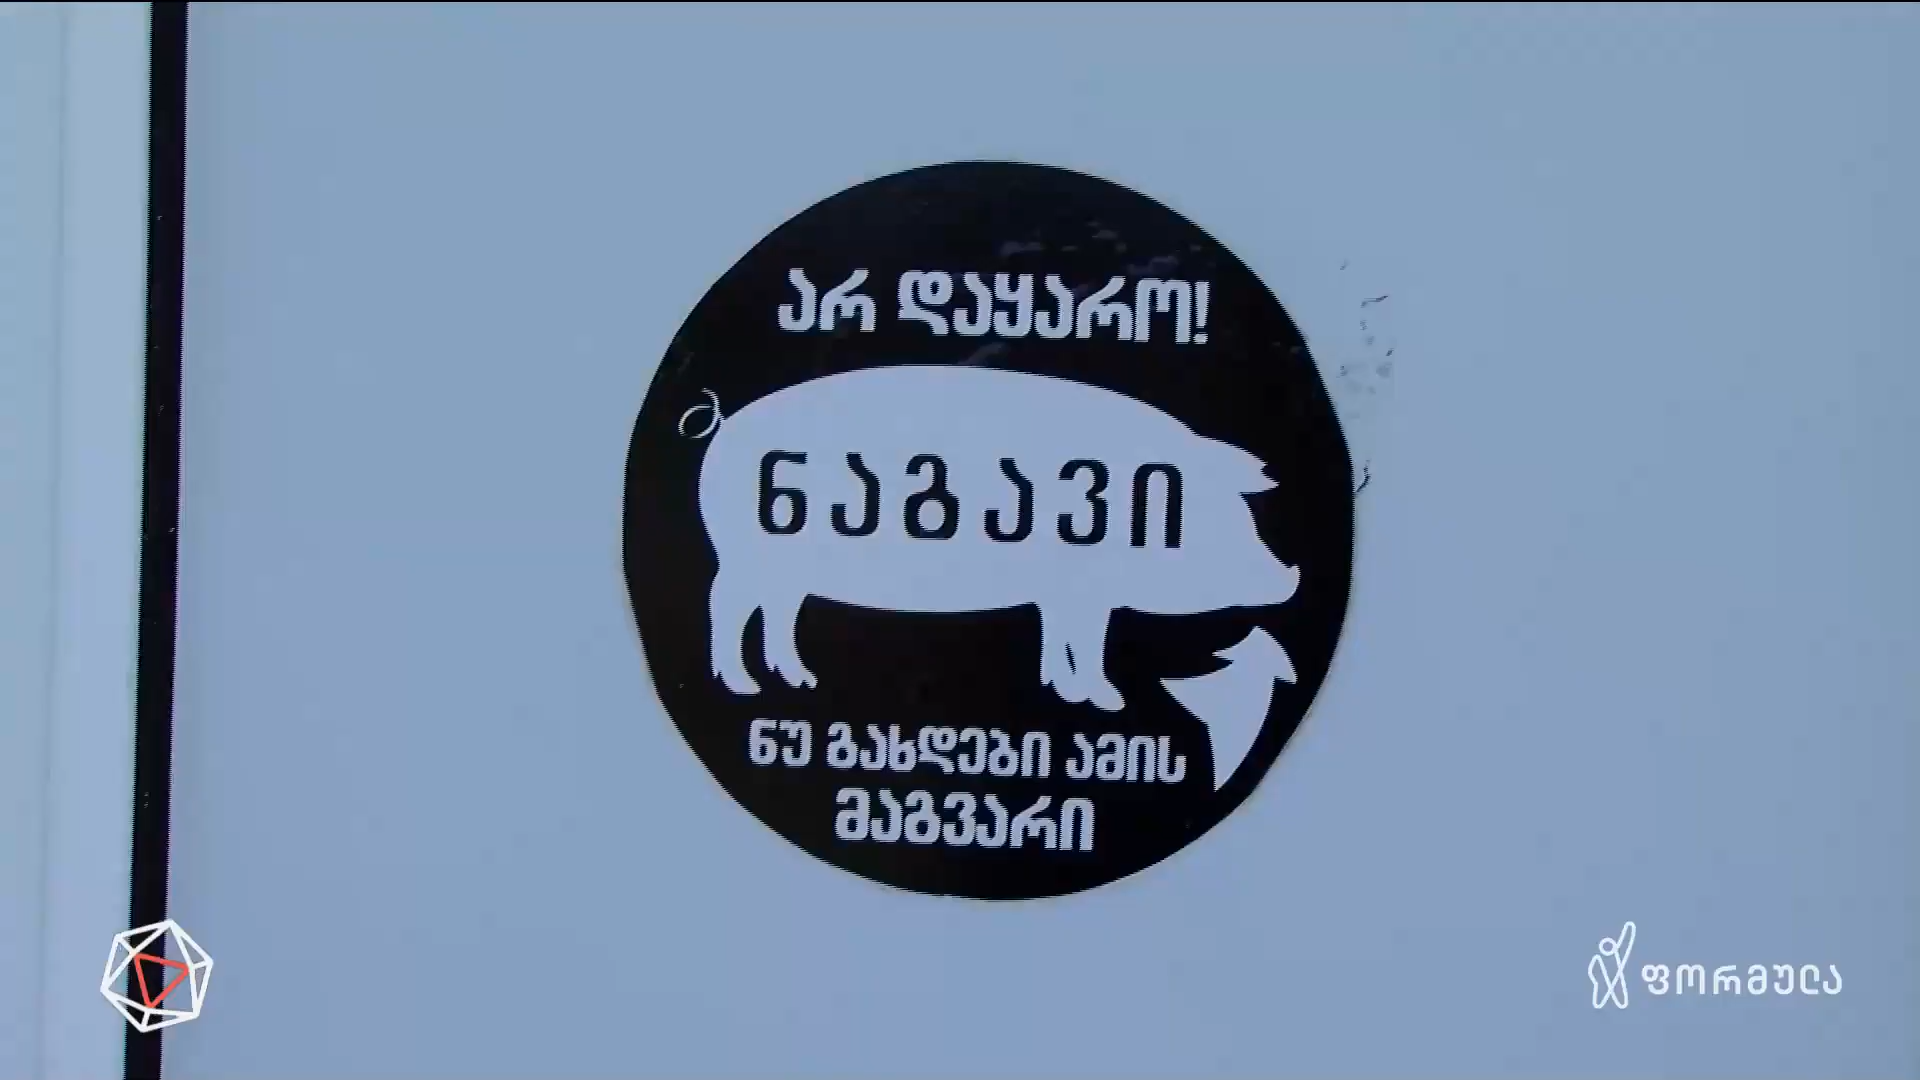 არ დაყარო!
ნაგავი
ნუ გახდები ამის
მაგვარი
ფორმულა